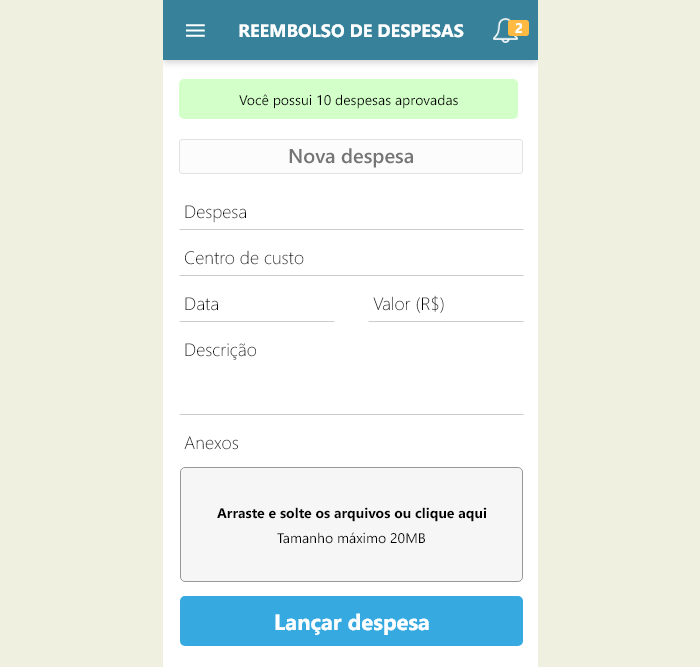 REEMBOLSO DE DESPESAS
2
Você possui 10 despesas aprovadas
Nova despesa
Despesa
Centro de custo
Data
Valor (R$)
Descrição
Anexos
Arraste e solte os arquivos ou clique aqui
Tamanho máximo 20MB
Lançar despesa